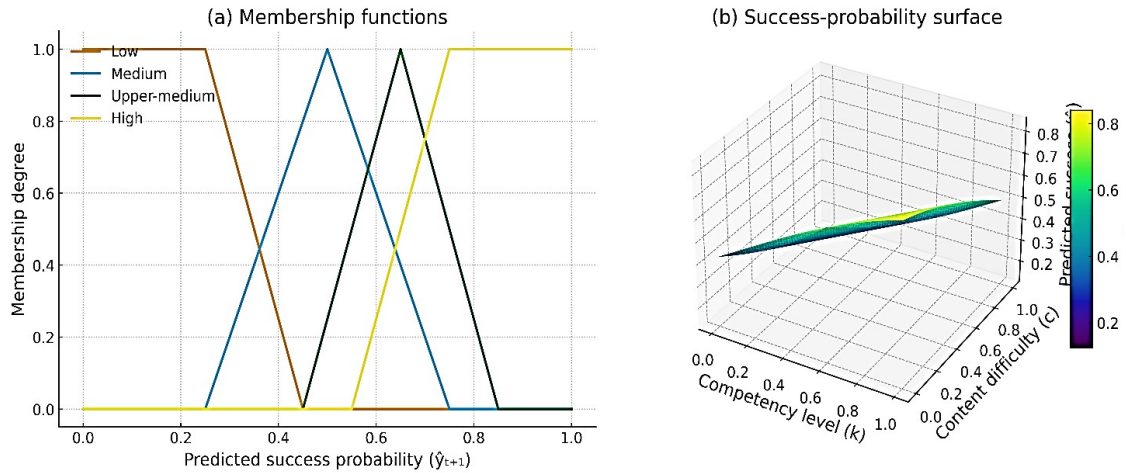 (a) Membership functions
Low
Medium
Upper-medium
High
1.0
0.8
0.6
0.4
0.2
0.0
Membership degree
0.0 0.2 0.4 0.6 0.8 1.0
Predicted success probability (ŷₜ₊₁)
(b) Success-probability surface
0.8
0.7
0.6
0.5
0.4
0.3
0.2
0.0 0.2 0.4 0.6 0.8 1.0
Competency level (k)
0.0 0.2 0.4 0.6 0.8 1.0
Content difficulty (c)
Predicted
0.8
0.6
0.4
0.2